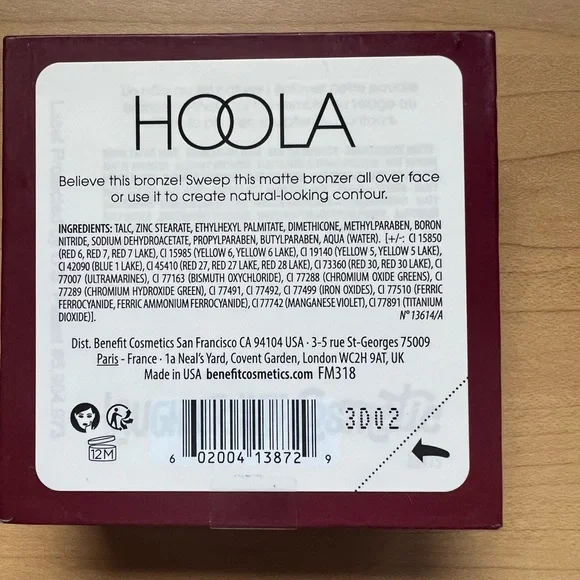 HOOLA
Believe this bronze! Sweep this matte bronzer all over face
or use it to create natural-looking contour.
INGREDIENTS: TALC, ZINC STEARATE, ETHYLHEXYL PALMITATE, DIMETHICONE, METHYLPARABEN, BORON
NITRIDE, SODIUM DEHYDROACETATE, PROPYLPARABEN, BUTYLPARABEN, AQUA (WATER). [+/-: CI 15850
(RED 6, RED 7, RED 7 LAKE), CI 15985 (YELLOW 6, YELLOW 6 LAKE), CI 19140 (YELLOW 5, YELLOW 5 LAKE),
CI 42090 (BLUE 1 LAKE), CI 45410 (RED 27, RED 27 LAKE, RED 28 LAKE), CI 73360 (RED 30, RED 30 LAKE), CI
77007 (ULTRAMARINES), CI 77163 (BISMUTH OXYCHLORIDE), CI 77288 (CHROMIUM OXIDE GREENS), CI
77289 (CHROMIUM HYDROXIDE GREEN), CI 77491, CI 77492, CI 77499 (IRON OXIDES), CI 77510 (FERRIC
FERROCYANIDE, FERRIC AMMONIUM FERROCYANIDE), CI 77742 (MANGANESE VIOLET), CI 77891 (TITANIUM
DIOXIDE)].
N° 13614/A
Dist. Benefit Cosmetics San Francisco CA 94104 USA · 3-5 rue St-Georges 75009
Paris - France · 1a Neal's Yard, Covent Garden, London WC2H 9AT, UK
Made in USA benefitcosmetics.com FM318
3D02
12M
6 02004 13872 9